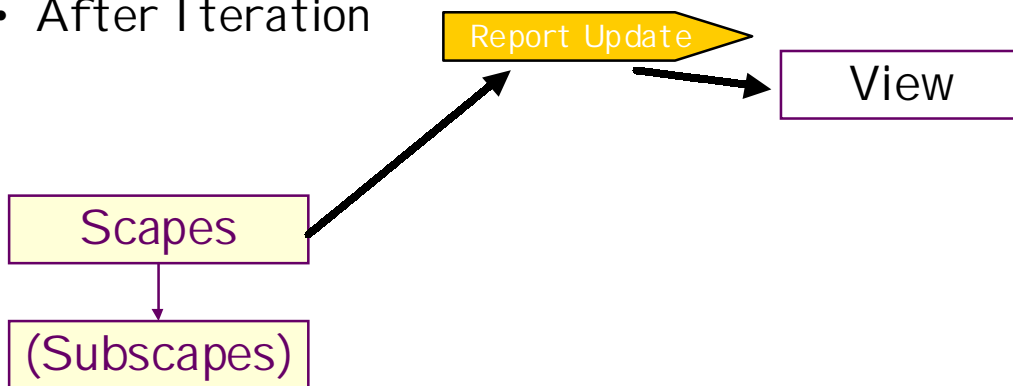 • After Iteration
Report Update
View
Scapes
(Subscapes)